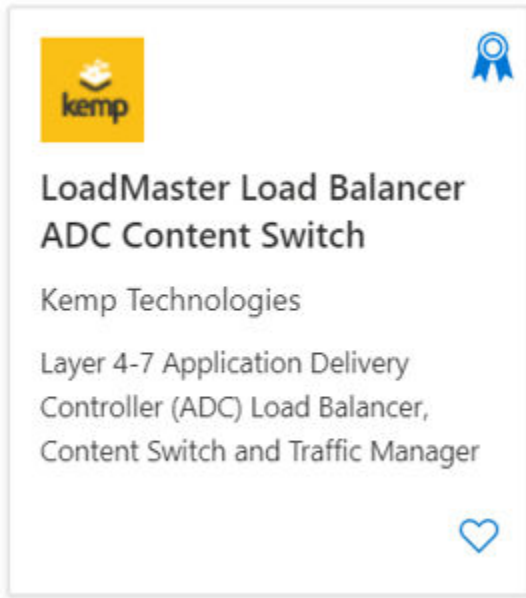 kemp
LoadMaster Load Balancer
ADC Content Switch
Kemp Technologies
Layer 4-7 Application Delivery
Controller (ADC) Load Balancer,
Content Switch and Traffic Manager